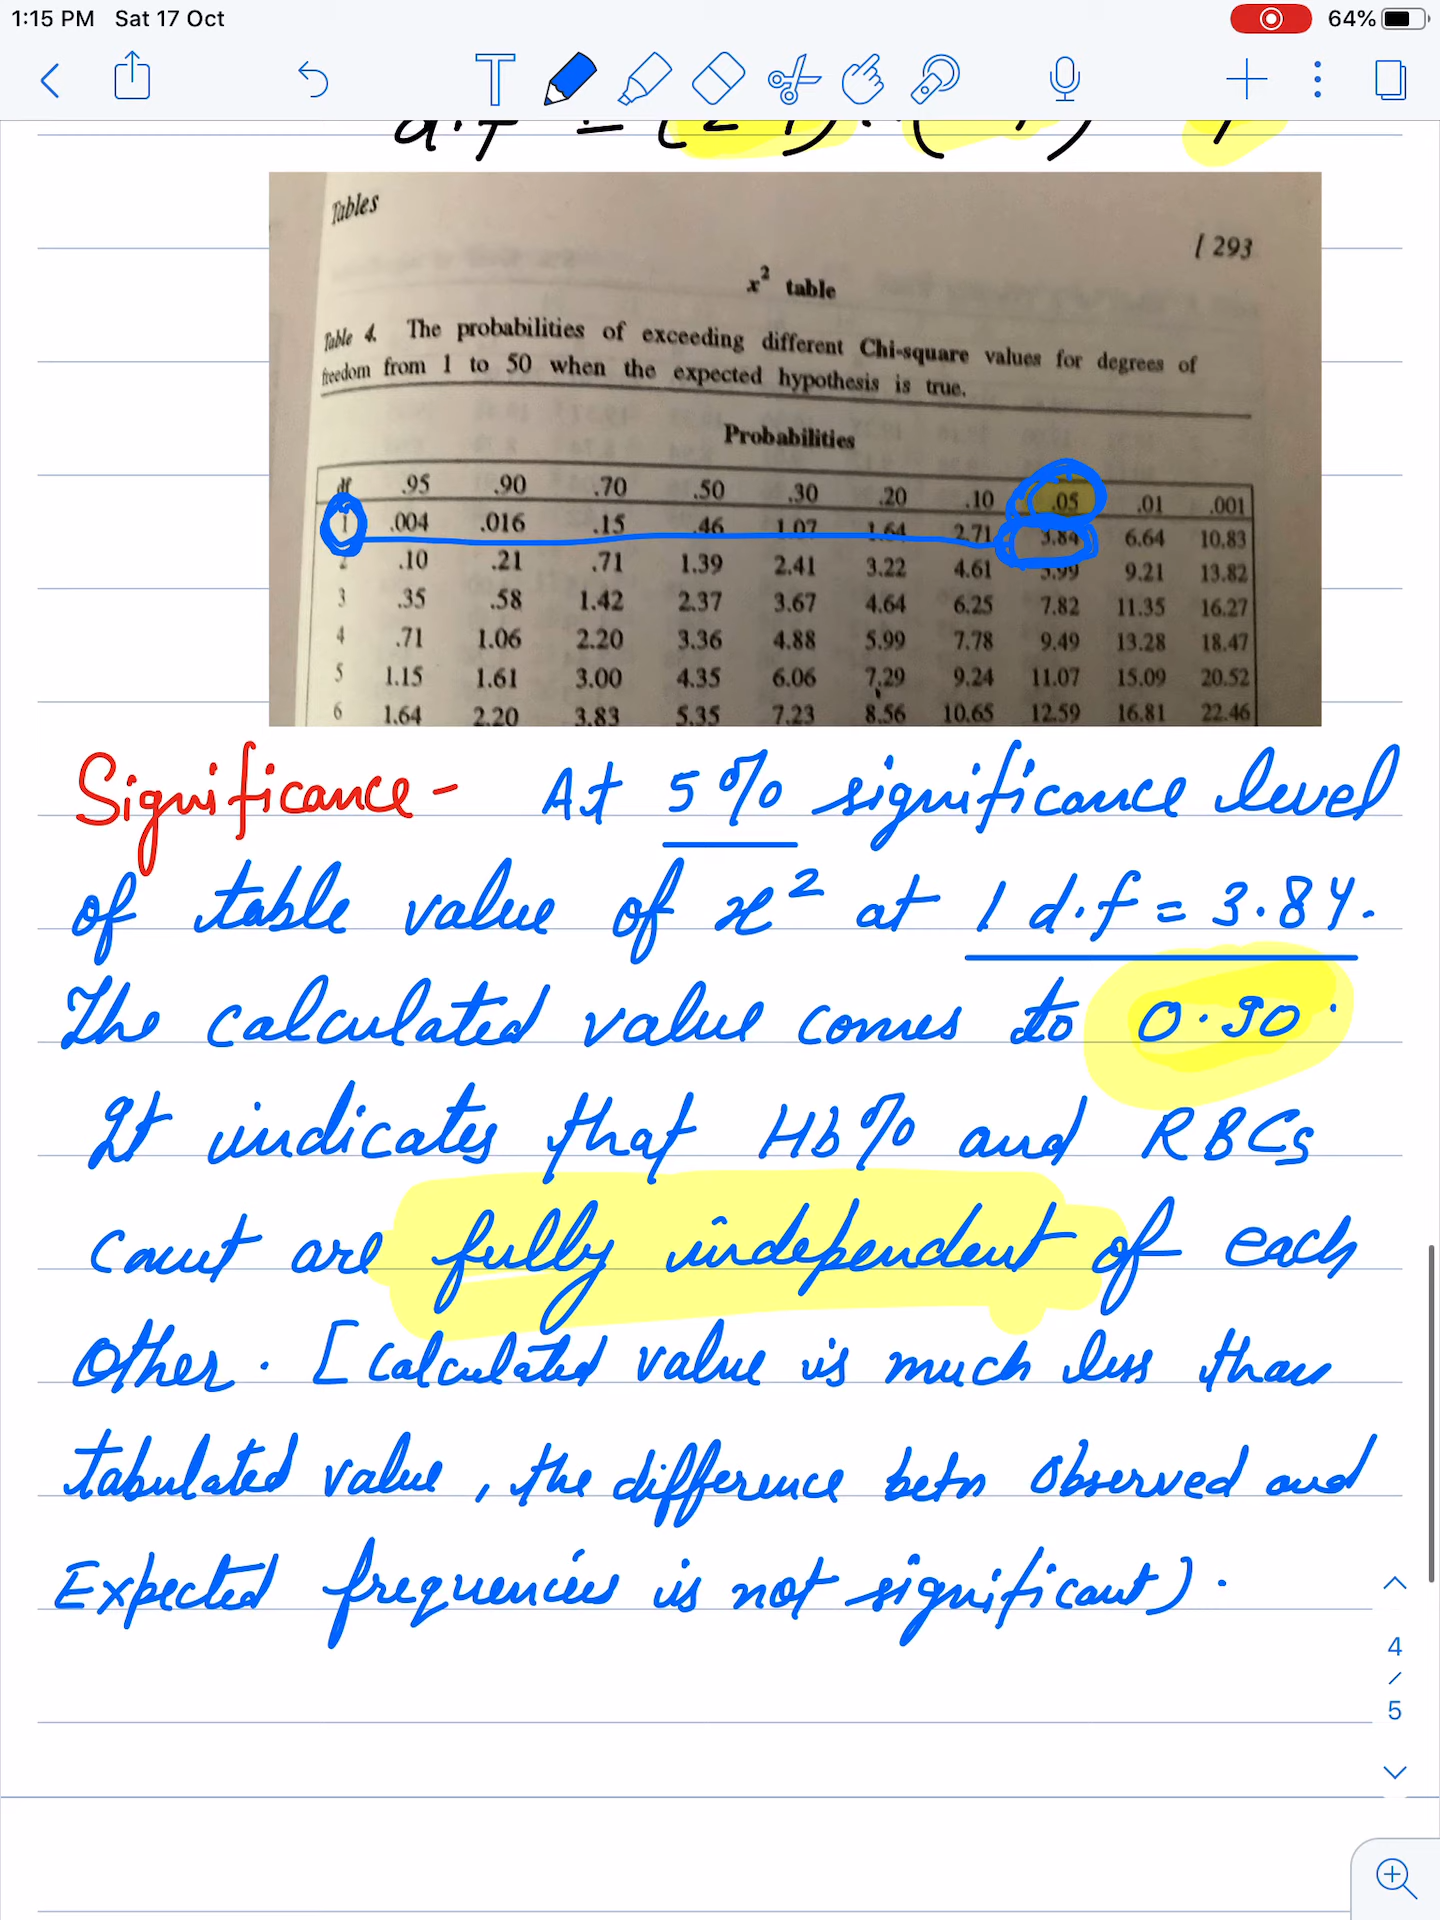 1:15 PM Sat 17 Oct
64%
d.f = (2-1).
Tables
[ 293
x² table
Table 4. The probabilities of exceeding different Chi-square values for degrees of
freedom from 1 to 50 when the expected hypothesis is true.
Probabilities
df .95 .90 .70 .50 .30 .20 .10 .05 .01 .001
1 .004 .016 .15 .46 1.07 1.64 2.71 3.84 6.64 10.83
2 .10 .21 .71 1.39 2.41 3.22 4.61 5.99 9.21 13.82
3 .35 .58 1.42 2.37 3.67 4.64 6.25 7.82 11.35 16.27
4 .71 1.06 2.20 3.36 4.88 5.99 7.78 9.49 13.28 18.47
5 1.15 1.61 3.00 4.35 6.06 7.29 9.24 11.07 15.09 20.52
6 1.64 2.20 3.83 5.35 7.23 8.56 10.65 12.59 16.81 22.46
Significance - At 5% significance level
of table value of x² at 1 d.f = 3.84.
The calculated value comes to 0.90.
It indicates that Hb% and RBCs
count are fully independent of each
other. [Calculated value is much less than
tabulated value, the difference betn Observed and
Expected frequencies is not significant).
4
/
5